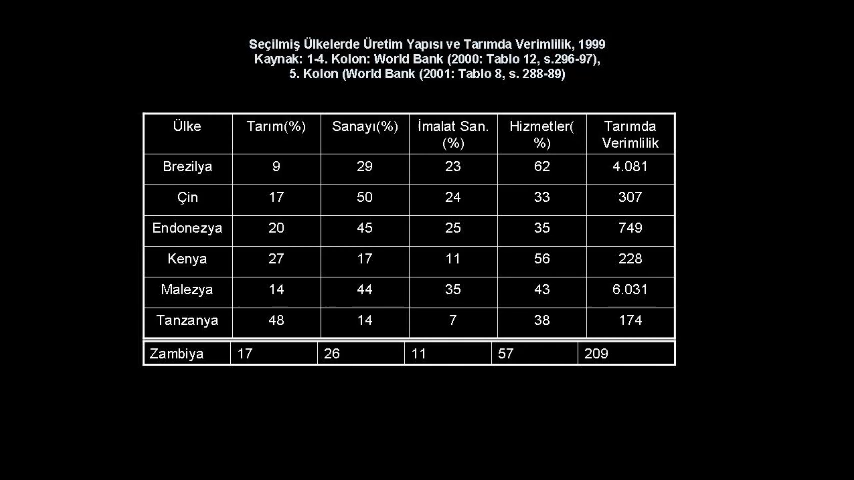 Seçilmiş Ülkelerde Üretim Yapısı ve Tarımda Verimlilik, 1999
Kaynak: 1-4. Kolon: World Bank (2000: Tablo 12, s.296-97),
5. Kolon (World Bank (2001: Tablo 8, s. 288-89)
Ülke Tarım(%) Sanayı(%) İmalat San. (%) Hizmetler( %) Tarımda Verimlilik
Brezilya 9 29 23 62 4.081
Çin 17 50 24 33 307
Endonezya 20 45 25 35 749
Kenya 27 17 11 56 228
Malezya 14 44 35 43 6.031
Tanzanya 48 14 7 38 174
Zambiya 17 26 11 57 209